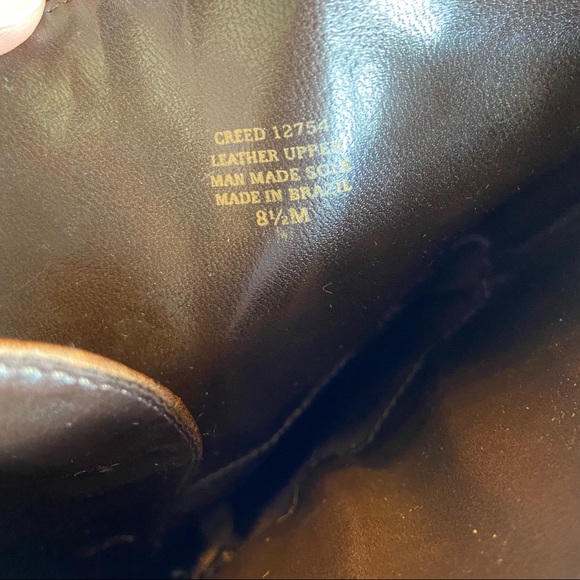 CREED 12754
LEATHER UPPER
MAN MADE SOLE
MADE IN BRAZIL
8½M